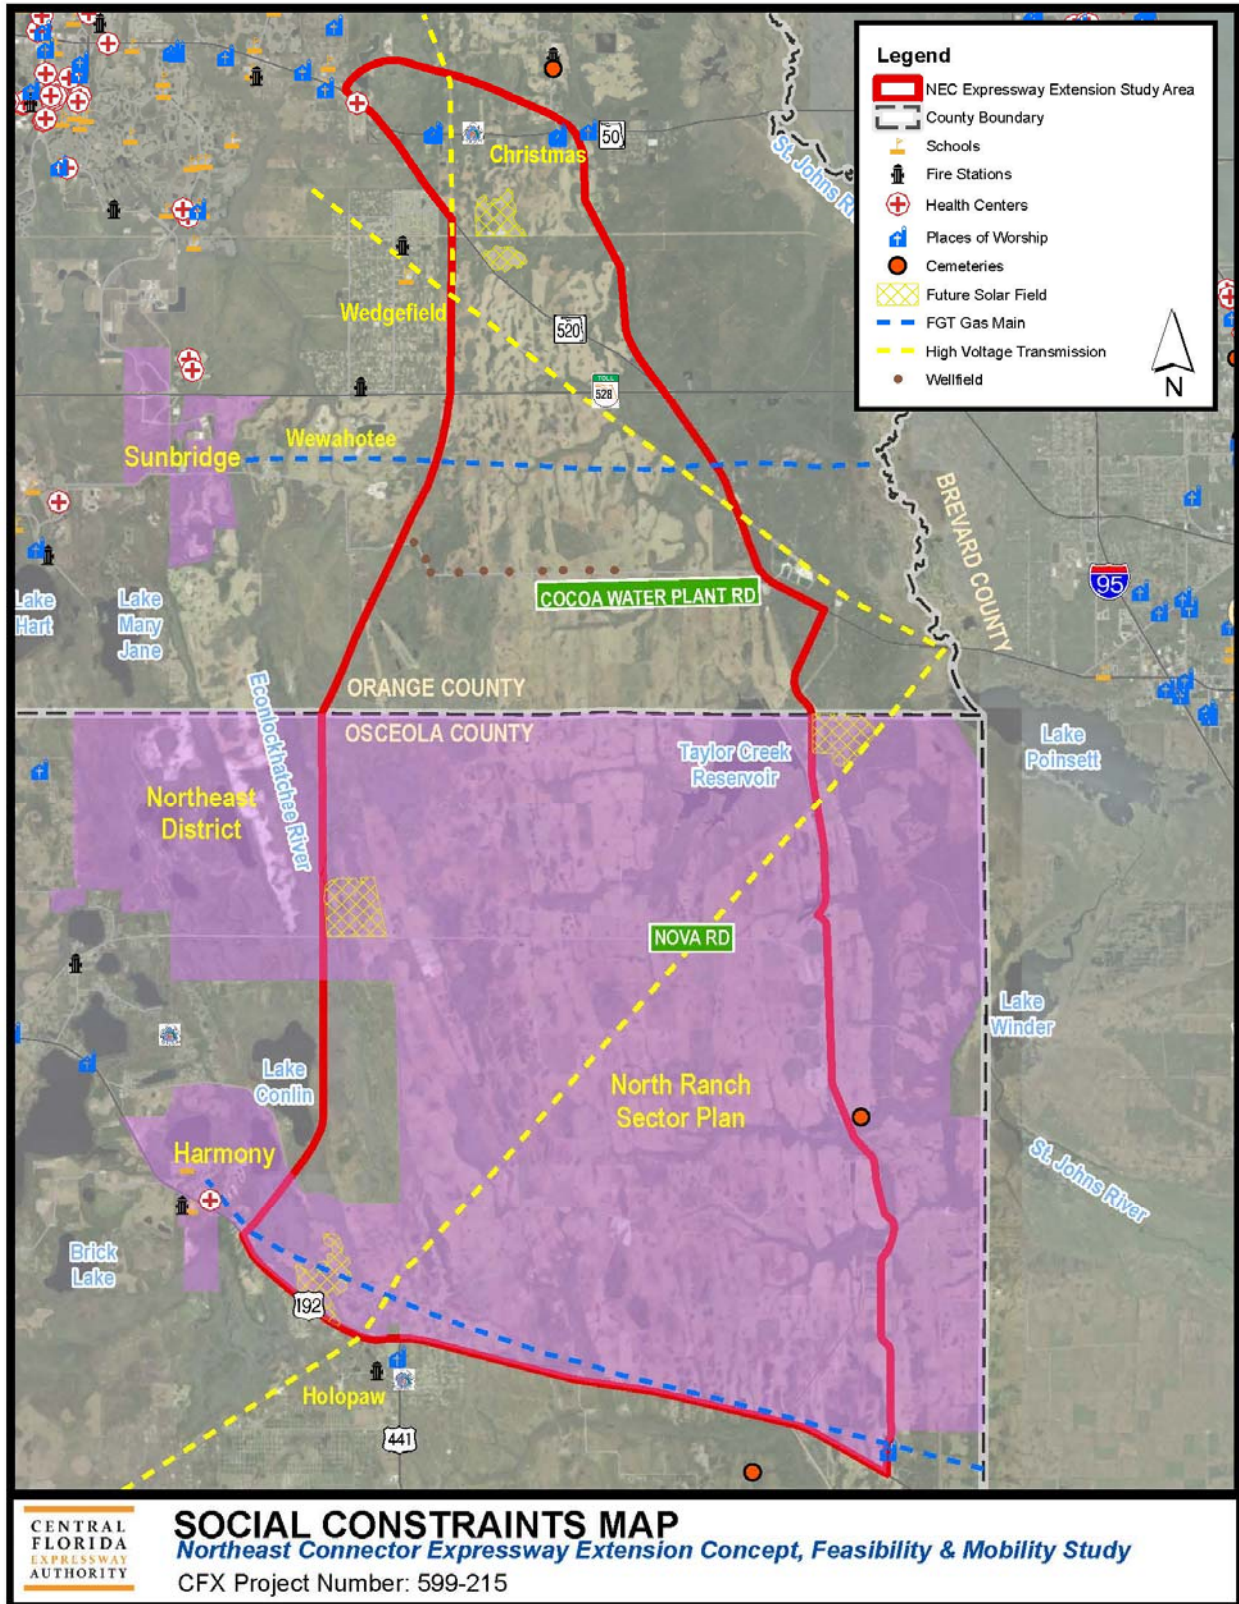 Legend
NEC Expressway Extension Study Area
County Boundary
Schools
Fire Stations
Health Centers
Places of Worship
Cemeteries
Future Solar Field
FGT Gas Main
High Voltage Transmission
Wellfield
N
50
Christmas
St. Johns
Wedgefield
520
TOLL
528
Wewahotee
Sunbridge
BREVARD COUNTY
95
COCOA WATER PLANT RD
Lake
Hart
Lake
Mary
Jane
Econlockhatchee River
ORANGE COUNTY
OSCEOLA COUNTY
Taylor Creek
Reservoir
Lake
Poinsett
Northeast
District
NOVA RD
Lake
Winder
Lake
Conlin
North Ranch
Sector Plan
Harmony
St. Johns River
Brick
Lake
192
Holopaw
441
CENTRAL
FLORIDA
EXPRESSWAY
AUTHORITY
SOCIAL CONSTRAINTS MAP
Northeast Connector Expressway Extension Concept, Feasibility & Mobility Study
CFX Project Number: 599-215